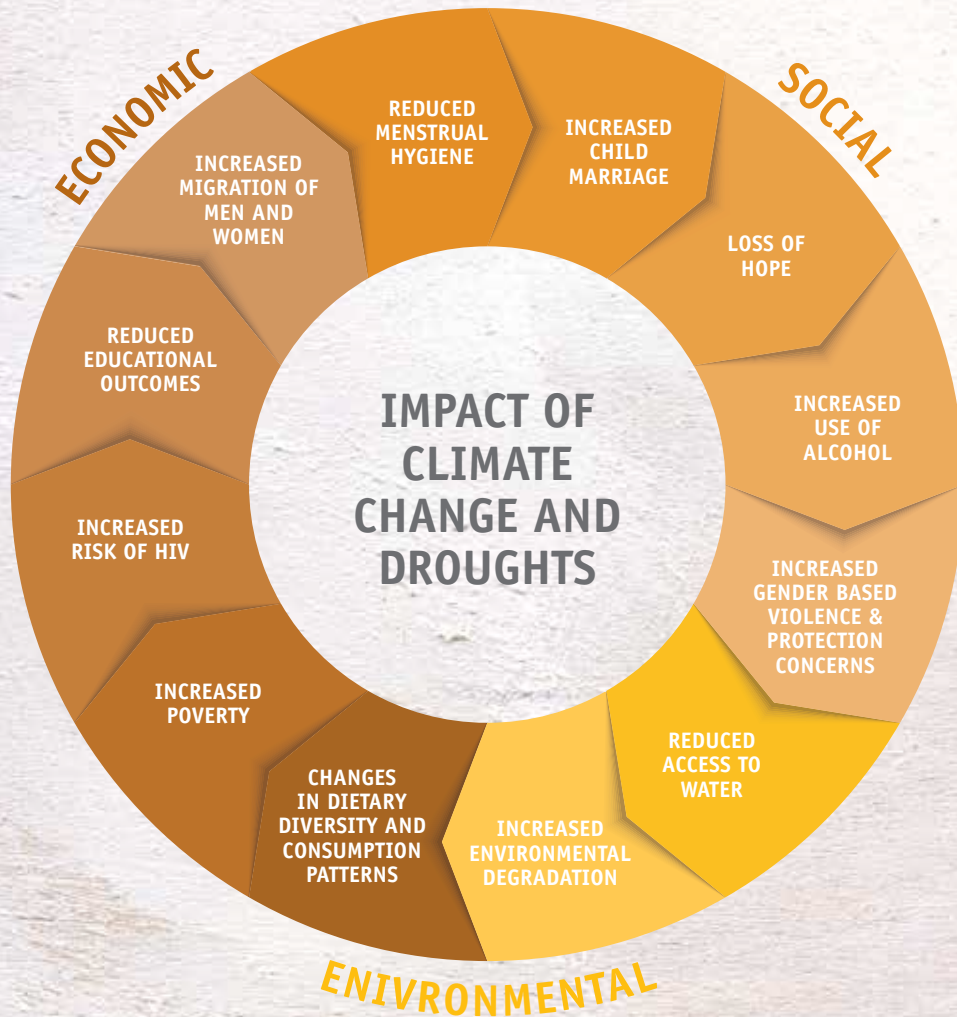 ECONOMIC
SOCIAL
REDUCED
MENSTRUAL
HYGIENE
INCREASED
CHILD
MARRIAGE
LOSS OF
HOPE
INCREASED
USE OF
ALCOHOL
INCREASED
GENDER BASED
VIOLENCE &
PROTECTION
CONCERNS
REDUCED
ACCESS TO
WATER
INCREASED
ENVIRONMENTAL
DEGRADATION
CHANGES
IN DIETARY
DIVERSITY AND
CONSUMPTION
PATTERNS
INCREASED
POVERTY
INCREASED
RISK OF HIV
REDUCED
EDUCATIONAL
OUTCOMES
INCREASED
MIGRATION OF
MEN AND
WOMEN
IMPACT OF
CLIMATE
CHANGE AND
DROUGHTS
ENIVRONMENTAL